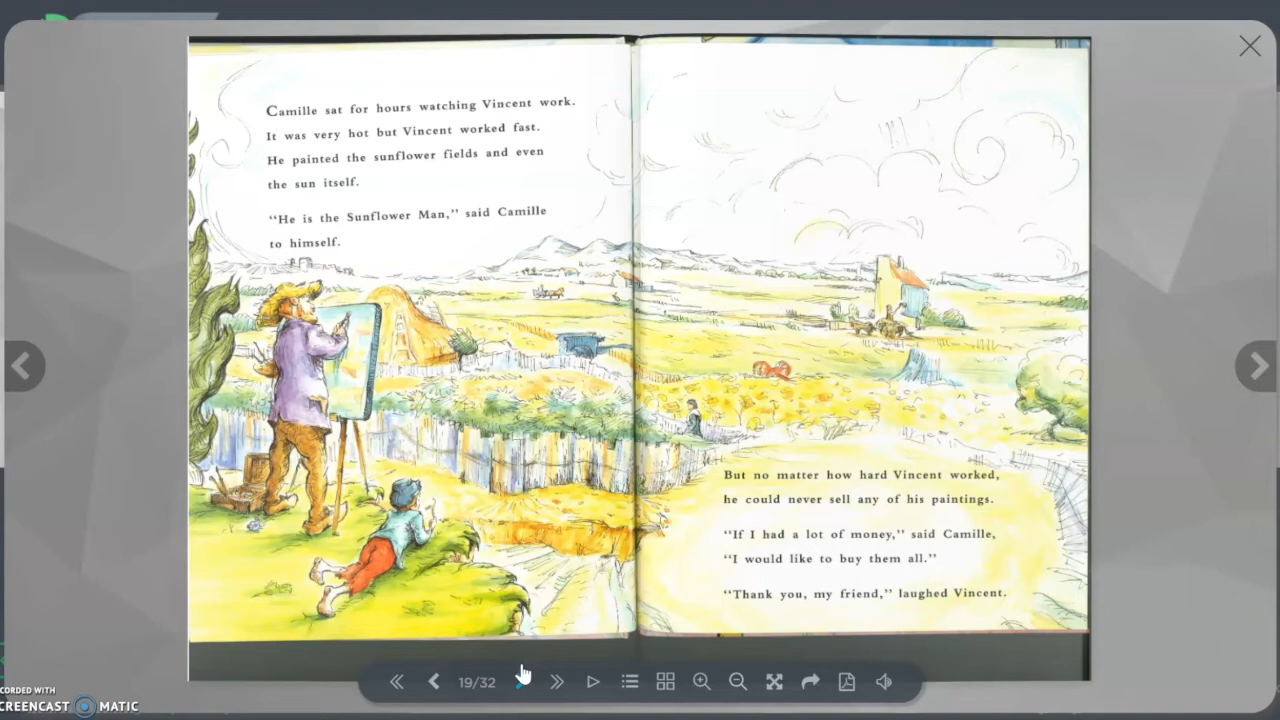 Camille sat for hours watching Vincent work.
It was very hot but Vincent worked fast.
He painted the sunflower fields and even
the sun itself.
“He is the Sunflower Man,” said Camille
to himself.
But no matter how hard Vincent worked,
he could never sell any of his paintings.
“If I had a lot of money,” said Camille,
“I would like to buy them all.”
“Thank you, my friend,” laughed Vincent.
19/32
CORDED WITH
CREENCAST MATIC